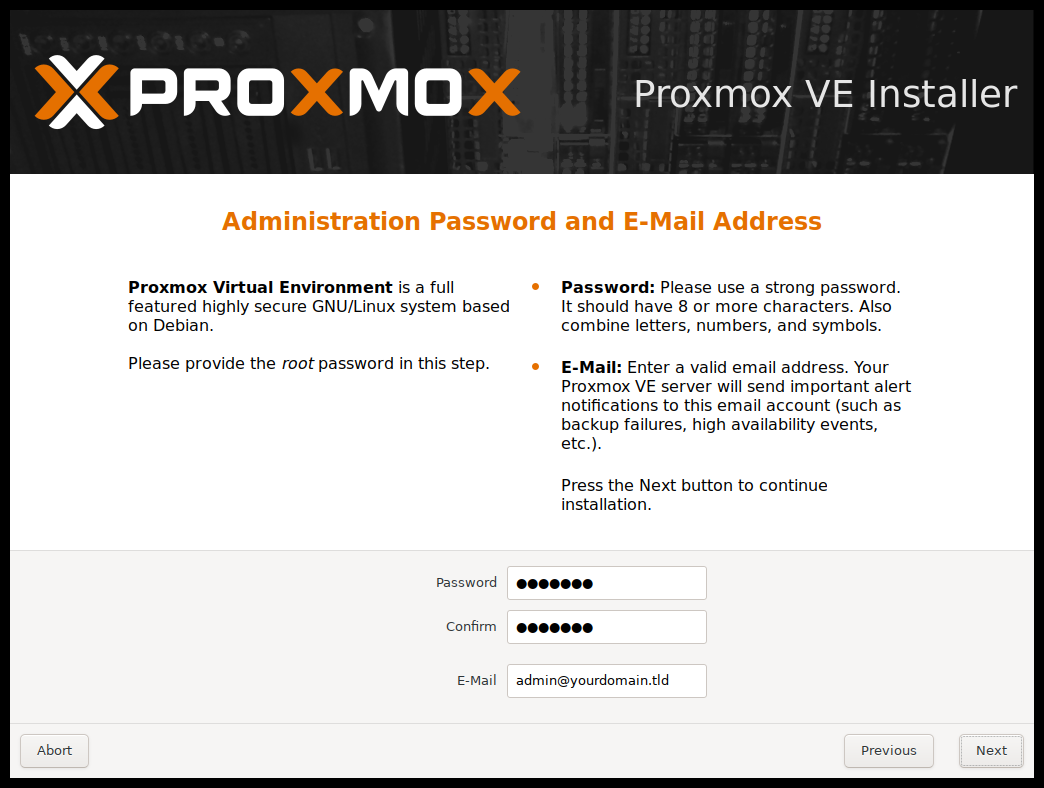 PROXMOX
Proxmox VE Installer
Administration Password and E-Mail Address
Proxmox Virtual Environment is a full
featured highly secure GNU/Linux system based
on Debian.
Please provide the root password in this step.
• Password: Please use a strong password.
It should have 8 or more characters. Also
combine letters, numbers, and symbols.
• E-Mail: Enter a valid email address. Your
Proxmox VE server will send important alert
notifications to this email account (such as
backup failures, high availability events,
etc.).
Press the Next button to continue
installation.
Password ●●●●●●●
Confirm ●●●●●●●
E-Mail admin@yourdomain.tld
Abort Previous Next